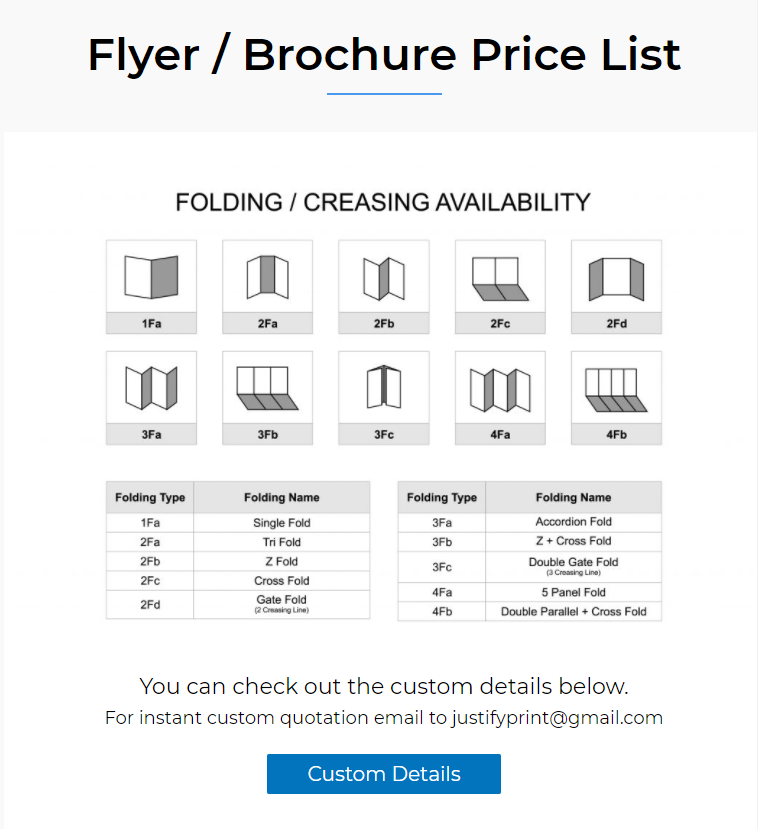 Flyer / Brochure Price List
FOLDING / CREASING AVAILABILITY
1Fa 2Fa 2Fb 2Fc 2Fd
3Fa 3Fb 3Fc 4Fa 4Fb
Folding Type Folding Name
1Fa Single Fold
2Fa Tri Fold
2Fb Z Fold
2Fc Cross Fold
2Fd Gate Fold
(2 Creasing Line)
Folding Type Folding Name
3Fa Accordion Fold
3Fb Z + Cross Fold
3Fc Double Gate Fold
(3 Creasing Line)
4Fa 5 Panel Fold
4Fb Double Parallel + Cross Fold
You can check out the custom details below.
For instant custom quotation email to justifyprint@gmail.com
Custom Details